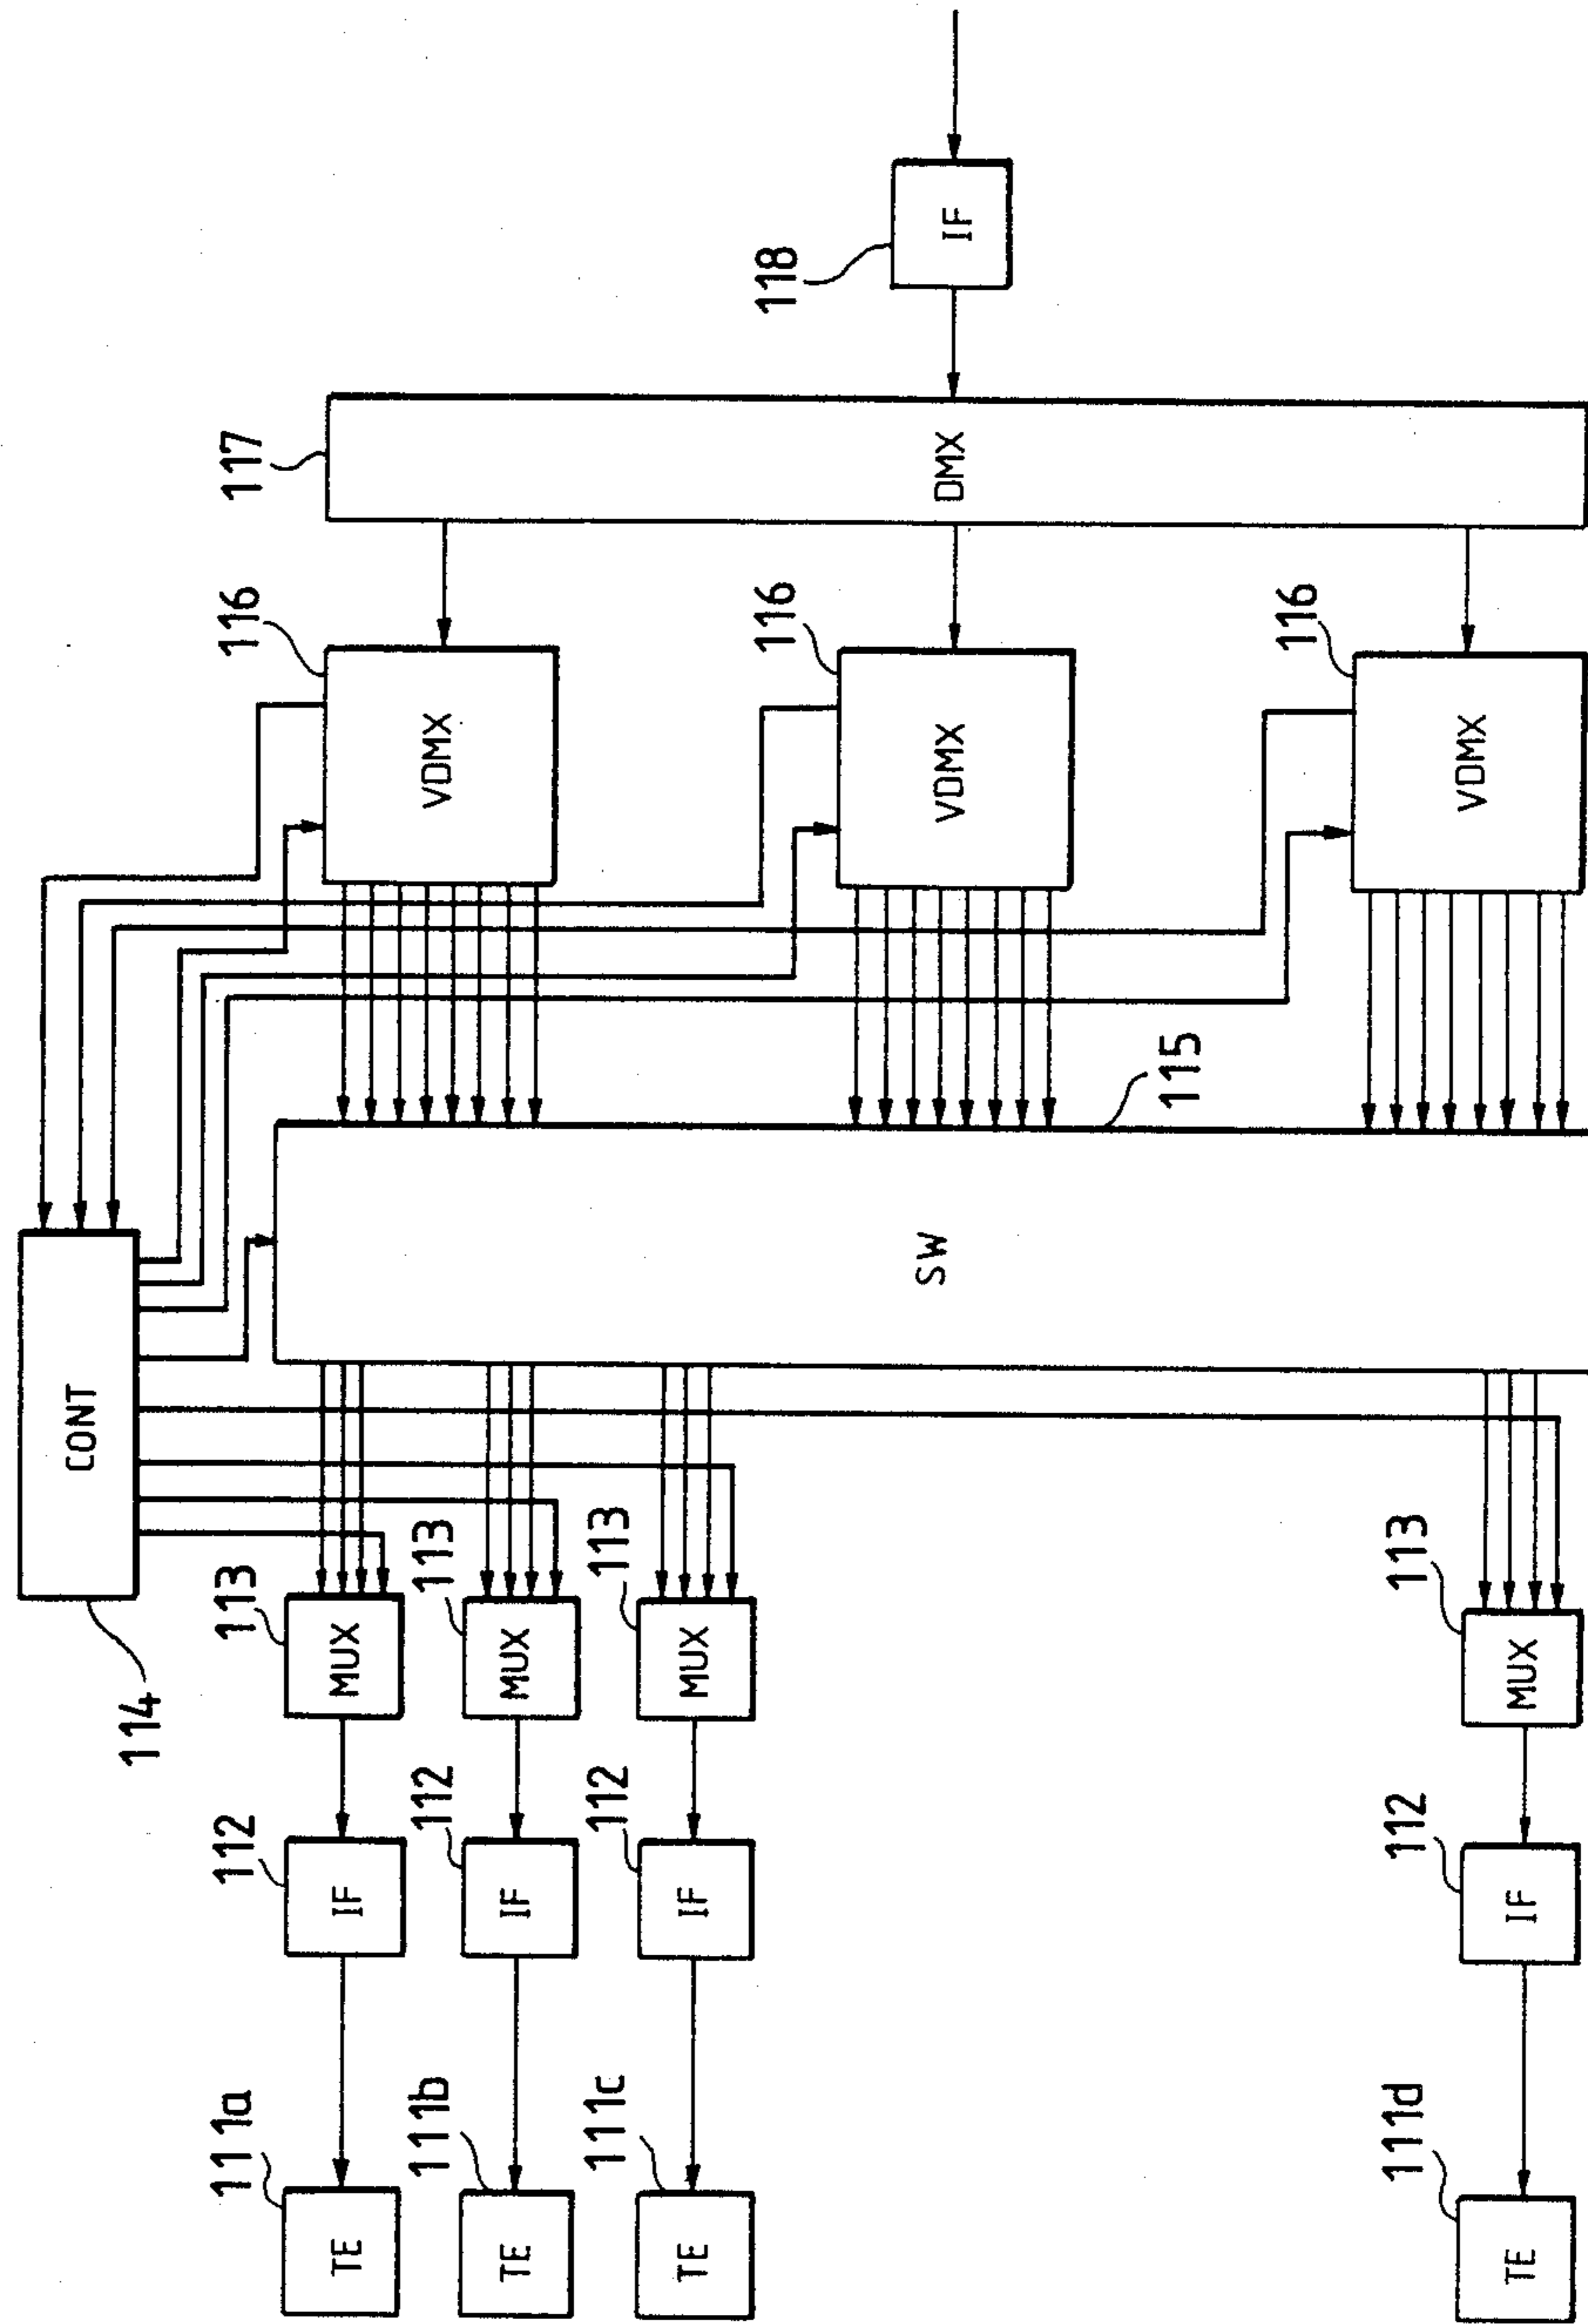 114
CONT
111a
TE
112
IF
113
MUX
111b
TE
112
IF
113
MUX
111c
TE
112
IF
113
MUX
111d
TE
112
IF
113
MUX
SW
115
116
VDMX
116
VDMX
116
VDMX
117
DMX
118
IF